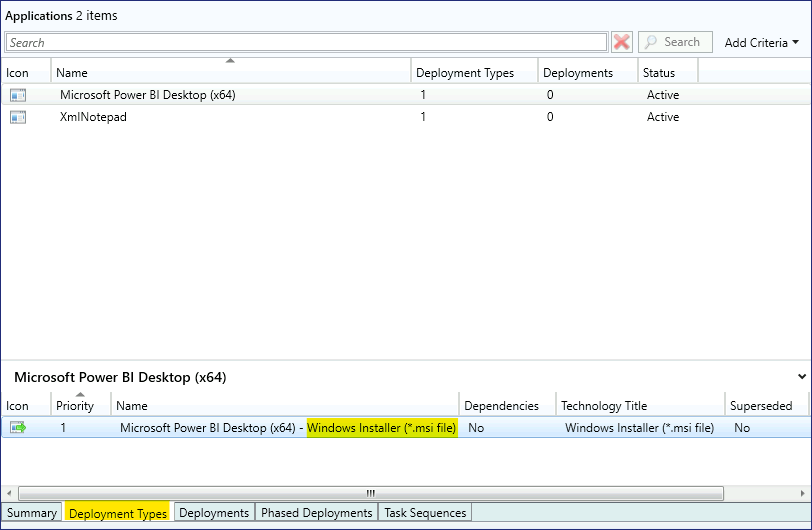 Applications 2 items
Search Search Add Criteria
Icon Name Deployment Types Deployments Status
Microsoft Power BI Desktop (x64) 1 0 Active
XmlNotepad 1 0 Active
Microsoft Power BI Desktop (x64)
Icon Priority Name Dependencies Technology Title Superseded
1 Microsoft Power BI Desktop (x64) - Windows Installer (*.msi file) No Windows Installer (*.msi file) No
Summary Deployment Types Deployments Phased Deployments Task Sequences